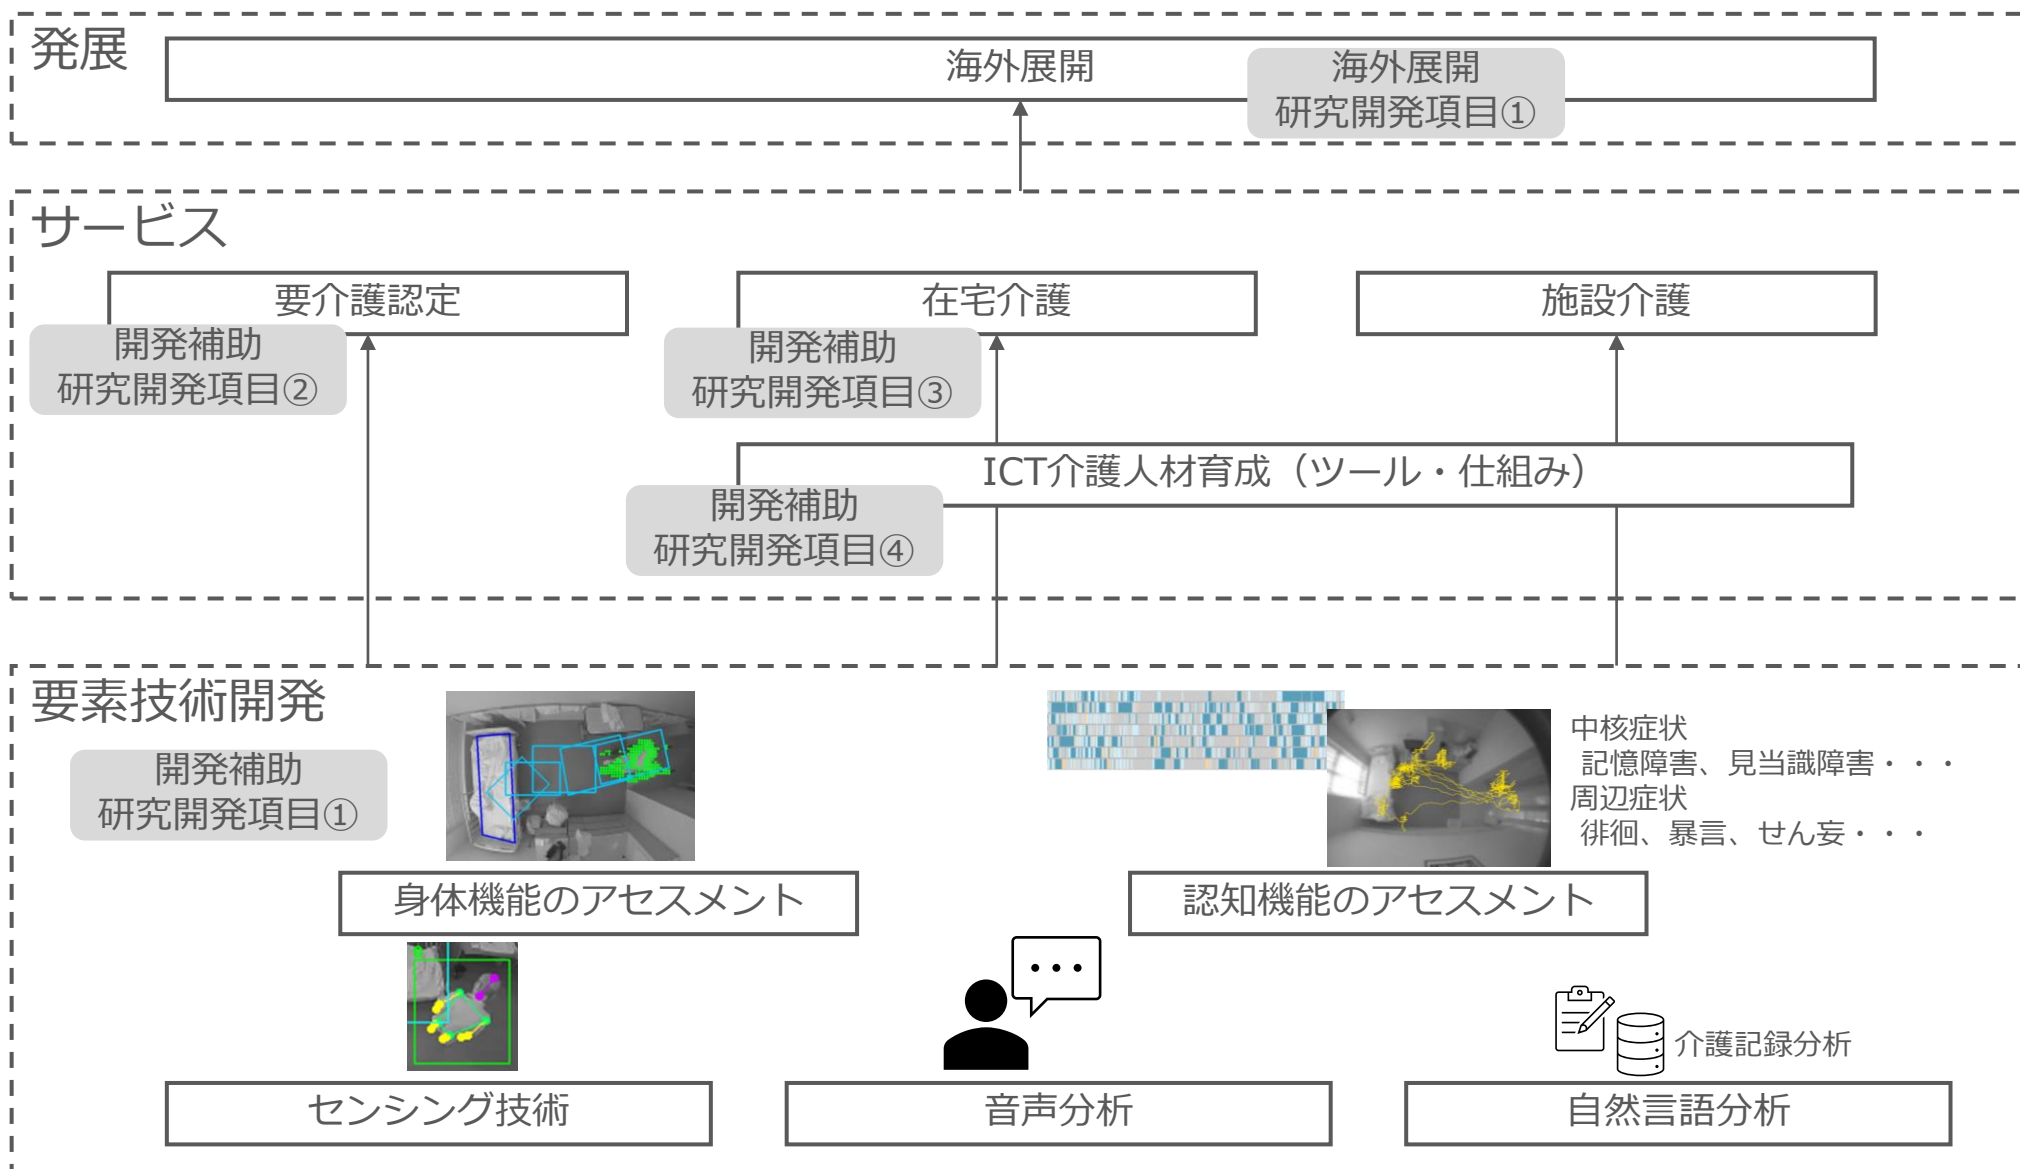 発展
海外展開
海外展開
研究開発項目①
サービス
要介護認定
在宅介護
施設介護
開発補助
研究開発項目②
開発補助
研究開発項目③
ICT介護人材育成（ツール・仕組み）
開発補助
研究開発項目④
要素技術開発
開発補助
研究開発項目①
中核症状
記憶障害、見当識障害・・・
周辺症状
徘徊、暴言、せん妄・・・
身体機能のアセスメント
認知機能のアセスメント
介護記録分析
センシング技術
音声分析
自然言語分析